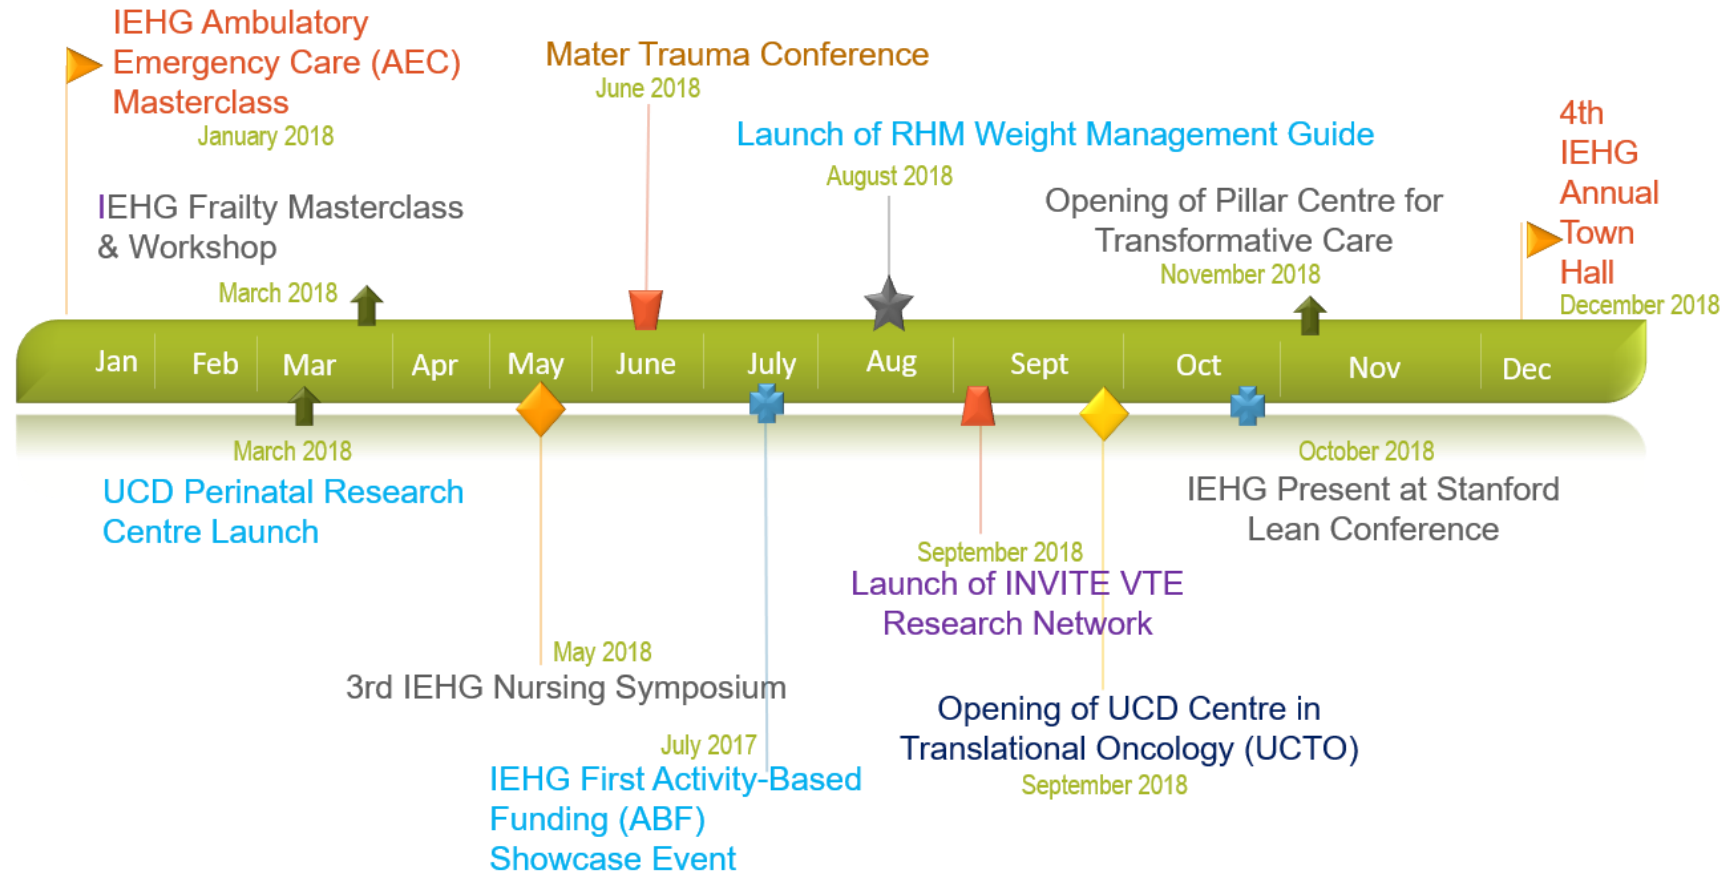 IEHG Ambulatory
Emergency Care (AEC)
Masterclass
January 2018
Mater Trauma Conference
June 2018
Launch of RHM Weight Management Guide
August 2018
4th
IEHG
Annual
Town
Hall
December 2018
IEHG Frailty Masterclass
& Workshop
March 2018
Opening of Pillar Centre for
Transformative Care
November 2018
Jan Feb Mar Apr May June July Aug Sept Oct Nov Dec
March 2018
UCD Perinatal Research
Centre Launch
May 2018
3rd IEHG Nursing Symposium
July 2017
IEHG First Activity-Based
Funding (ABF)
Showcase Event
September 2018
Launch of INVITE VTE
Research Network
Opening of UCD Centre in
Translational Oncology (UCTO)
September 2018
October 2018
IEHG Present at Stanford
Lean Conference